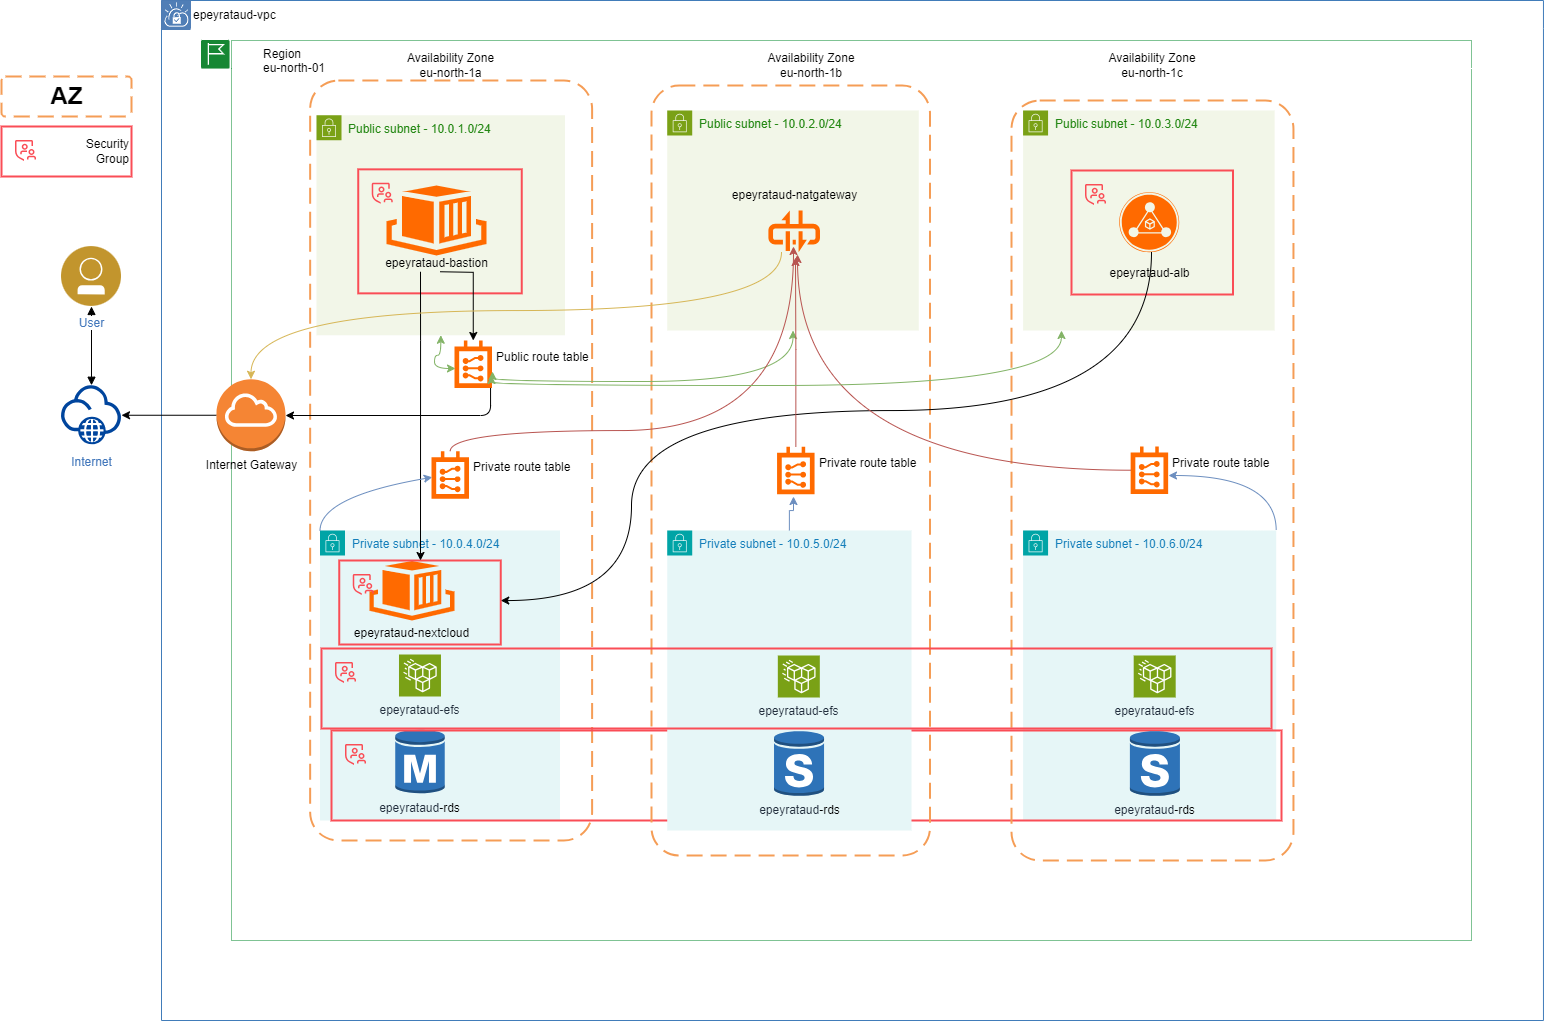 epeyrataud-vpc
Region
eu-north-01
Availability Zone
eu-north-1a
Availability Zone
eu-north-1b
Availability Zone
eu-north-1c
AZ
Security
Group
Public subnet - 10.0.1.0/24
Public subnet - 10.0.2.0/24
Public subnet - 10.0.3.0/24
epeyrataud-bastion
epeyrataud-natgateway
epeyrataud-alb
User
Public route table
Internet
Internet Gateway
Private route table
Private route table
Private route table
Private subnet - 10.0.4.0/24
Private subnet - 10.0.5.0/24
Private subnet - 10.0.6.0/24
epeyrataud-nextcloud
epeyrataud-efs
epeyrataud-efs
epeyrataud-efs
M
S
S
epeyrataud-rds
epeyrataud-rds
epeyrataud-rds